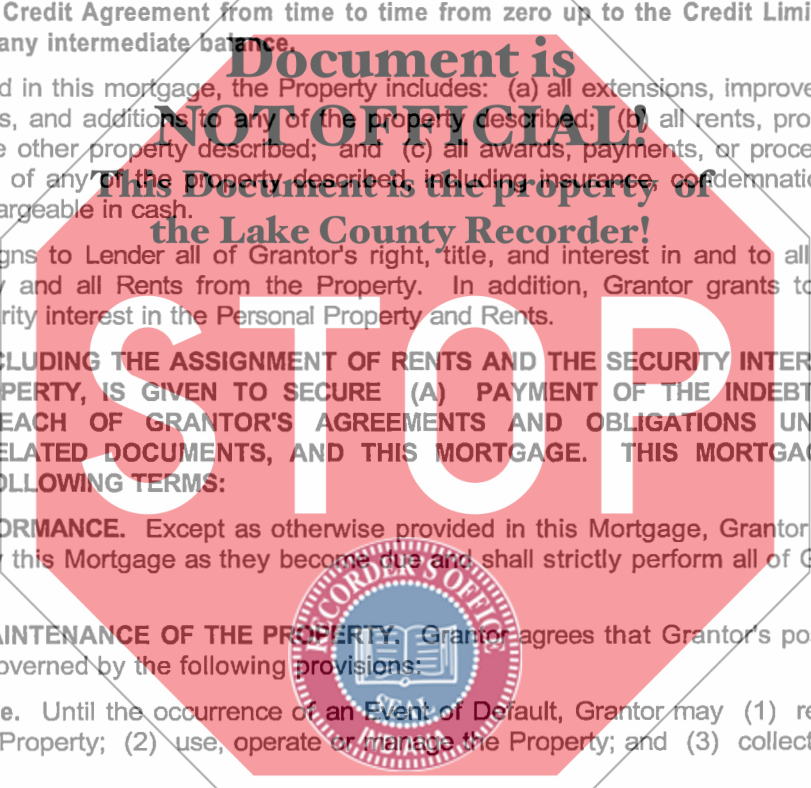 Credit Agreement from time to time from zero up to the Credit Limi
any intermediate balance.
Document is
d in this mortgage, the Property includes: (a) all extensions, improve
s, and additions to any of the property described; (b) all rents, pro
NOT OFFICIAL!
e other property described; and (c) all awards, payments, or proce
of any of the property described, including insurance, condemnatio
This Document is the property of
argeable in cash.
the Lake County Recorder!
gns to Lender all of Grantor's right, title, and interest in and to all
y and all Rents from the Property. In addition, Grantor grants to
rity interest in the Personal Property and Rents.
STOP
CLUDING THE ASSIGNMENT OF RENTS AND THE SECURITY INTER
PERTY, IS GIVEN TO SECURE (A) PAYMENT OF THE INDEBT
EACH OF GRANTOR'S AGREEMENTS AND OBLIGATIONS UN
ELATED DOCUMENTS, AND THIS MORTGAGE. THIS MORTGAG
OLLOWING TERMS:
ORMANCE. Except as otherwise provided in this Mortgage, Grantor
y this Mortgage as they become due and shall strictly perform all of G
RECORDER'S OFFICE
AINTENANCE OF THE PROPERTY. Grantor agrees that Grantor's po
overned by the following provisions:
SEAL
e. Until the occurrence of an Event of Default, Grantor may (1) re
INDIANA
Property; (2) use, operate or manage the Property; and (3) collect